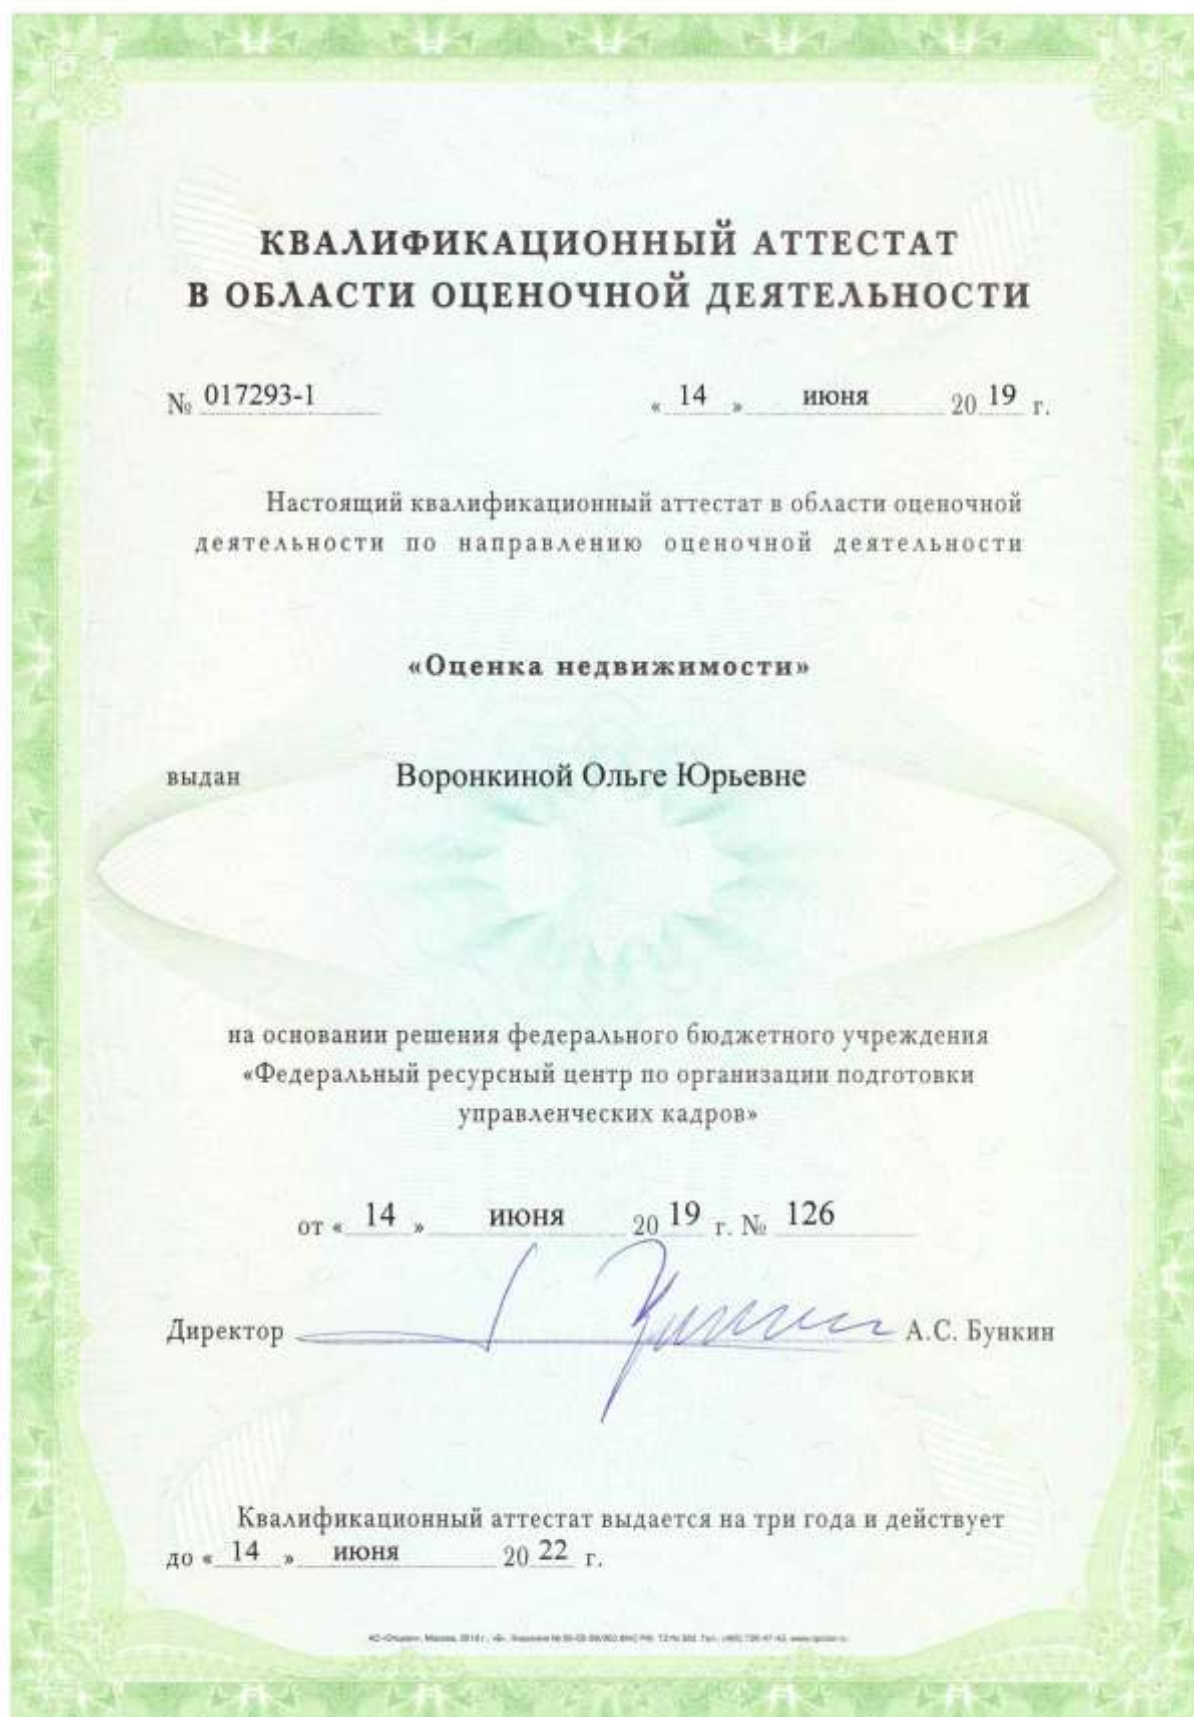 КВАЛИФИКАЦИОННЫЙ АТТЕСТАТ
В ОБЛАСТИ ОЦЕНОЧНОЙ ДЕЯТЕЛЬНОСТИ
№ 017293-1 « 14 » июня 20 19 г.
Настоящий квалификационный аттестат в области оценочной
деятельности по направлению оценочной деятельности
«Оценка недвижимости»
выдан Воронкиной Ольге Юрьевне
на основании решения федерального бюджетного учреждения
«Федеральный ресурсный центр по организации подготовки
управленческих кадров»
от « 14 » июня 20 19 г. № 126
Директор А.С. Бункин
Квалификационный аттестат выдается на три года и действует
до « 14 » июня 20 22 г.